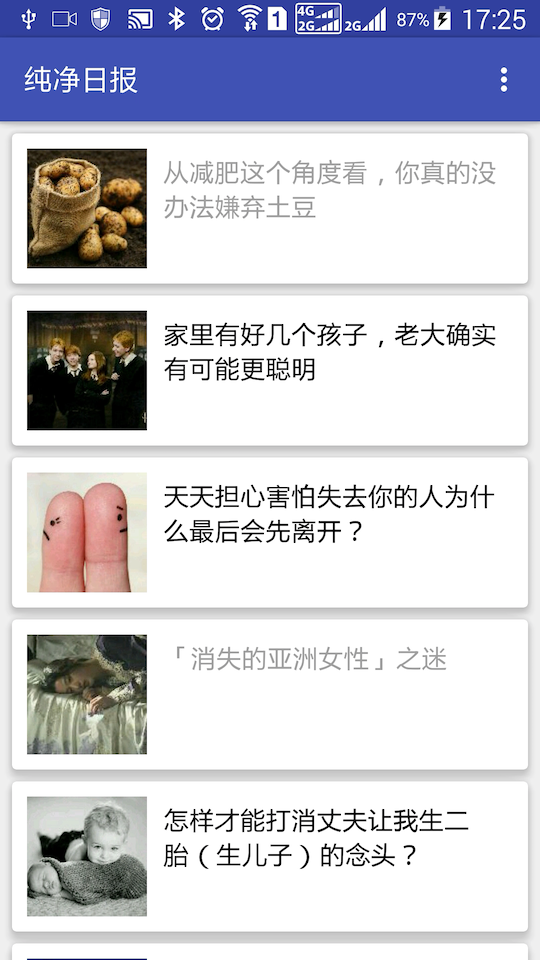 1 4G 2G 2G 87% 17:25
纯净日报
从减肥这个角度看，你真的没
办法嫌弃土豆
家里有好几个孩子，老大确实
有可能更聪明
天天担心害怕失去你的人为什
么最后会先离开？
「消失的亚洲女性」之迷
怎样才能打消丈夫让我生二
胎（生儿子）的念头？